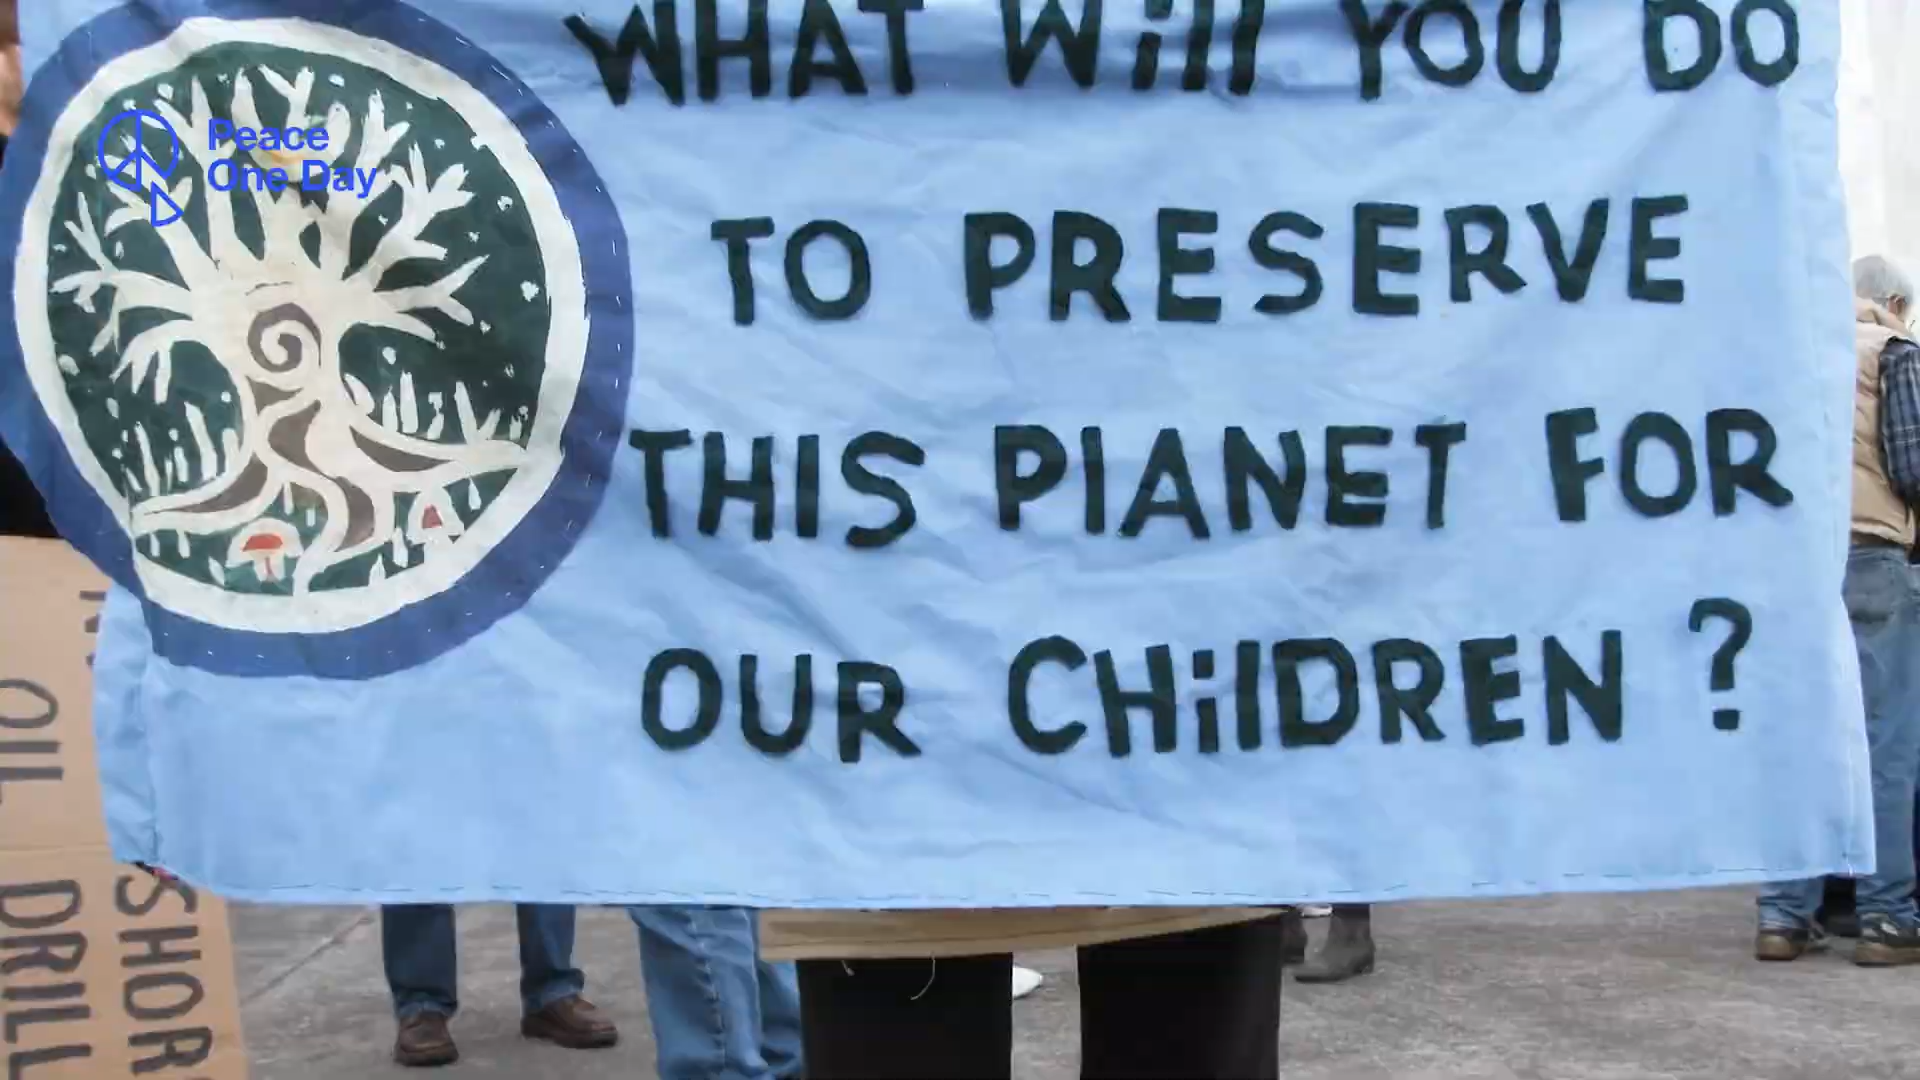 WHAT Will YOU DO
TO PRESERVE
THIS PlANET FOR
OUR CHilDREN ?
Peace
One Day
OIL
DRILL
SHOR